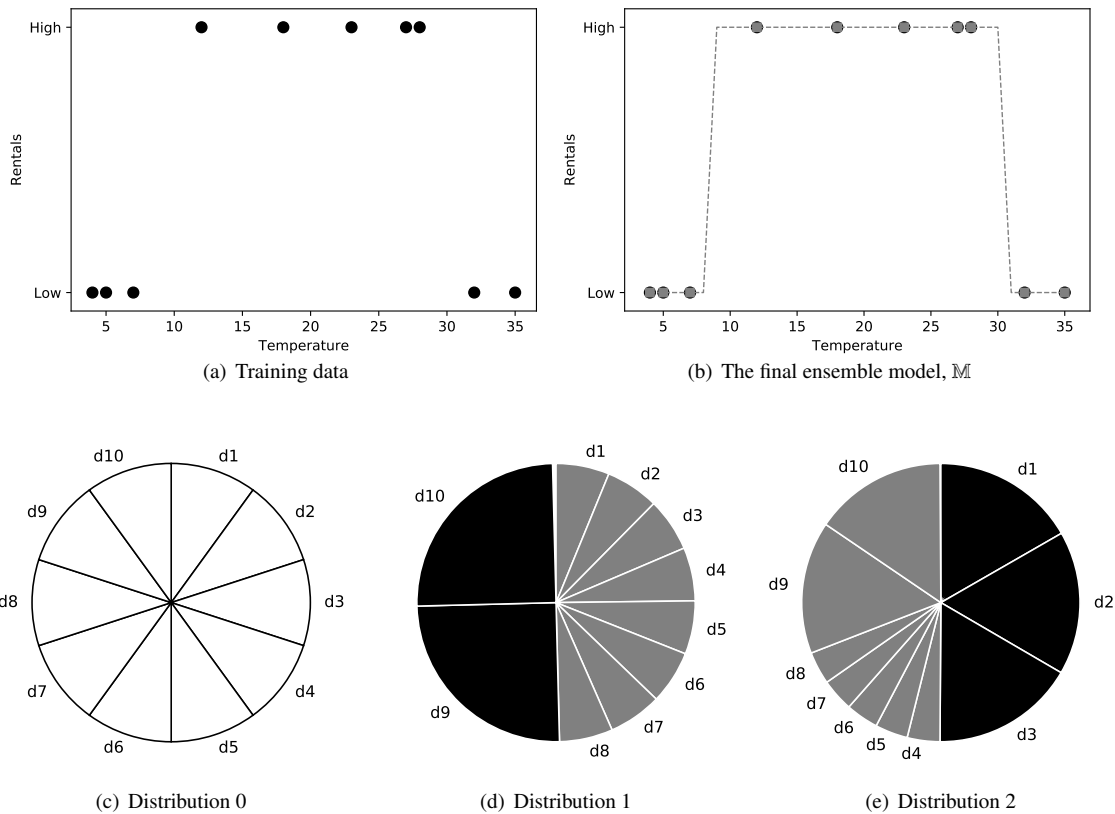 High
Low
Rentals
5 10 15 20 25 30 35
Temperature
(a) Training data
High
Low
Rentals
5 10 15 20 25 30 35
Temperature
(b) The final ensemble model, 𝕄
d1
d2
d3
d4
d5
d6
d7
d8
d9
d10
(c) Distribution 0
d1
d2
d3
d4
d5
d6
d7
d8
d9
d10
(d) Distribution 1
d1
d2
d3
d4
d5
d6
d7
d8
d9
d10
(e) Distribution 2